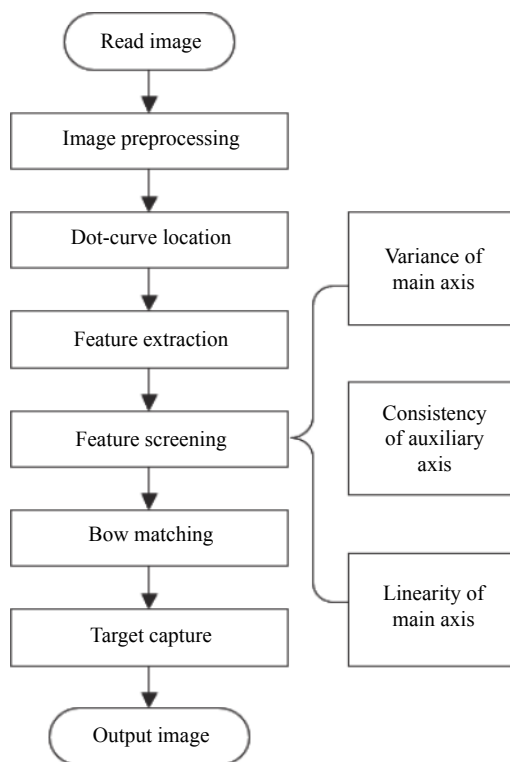 Read image
Image preprocessing
Dot-curve location
Feature extraction
Feature screening
Bow matching
Target capture
Output image
Variance of
main axis
Consistency
of auxiliary
axis
Linearity of
main axis